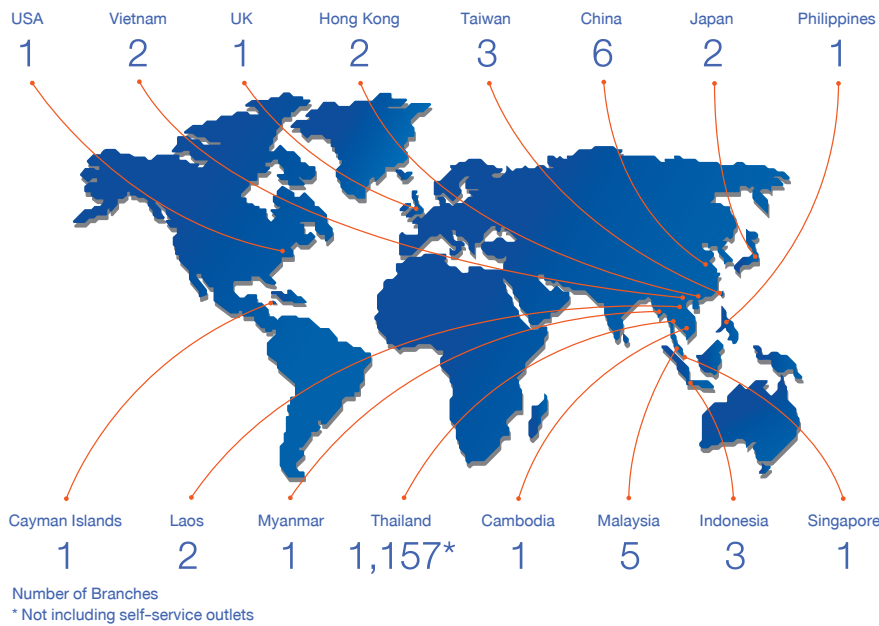 USA Vietnam UK Hong Kong Taiwan China Japan Philippines
1 2 1 2 3 6 2 1
Cayman Islands Laos Myanmar Thailand Cambodia Malaysia Indonesia Singapore
1 2 1 1,157* 1 5 3 1
Number of Branches
* Not including self-service outlets